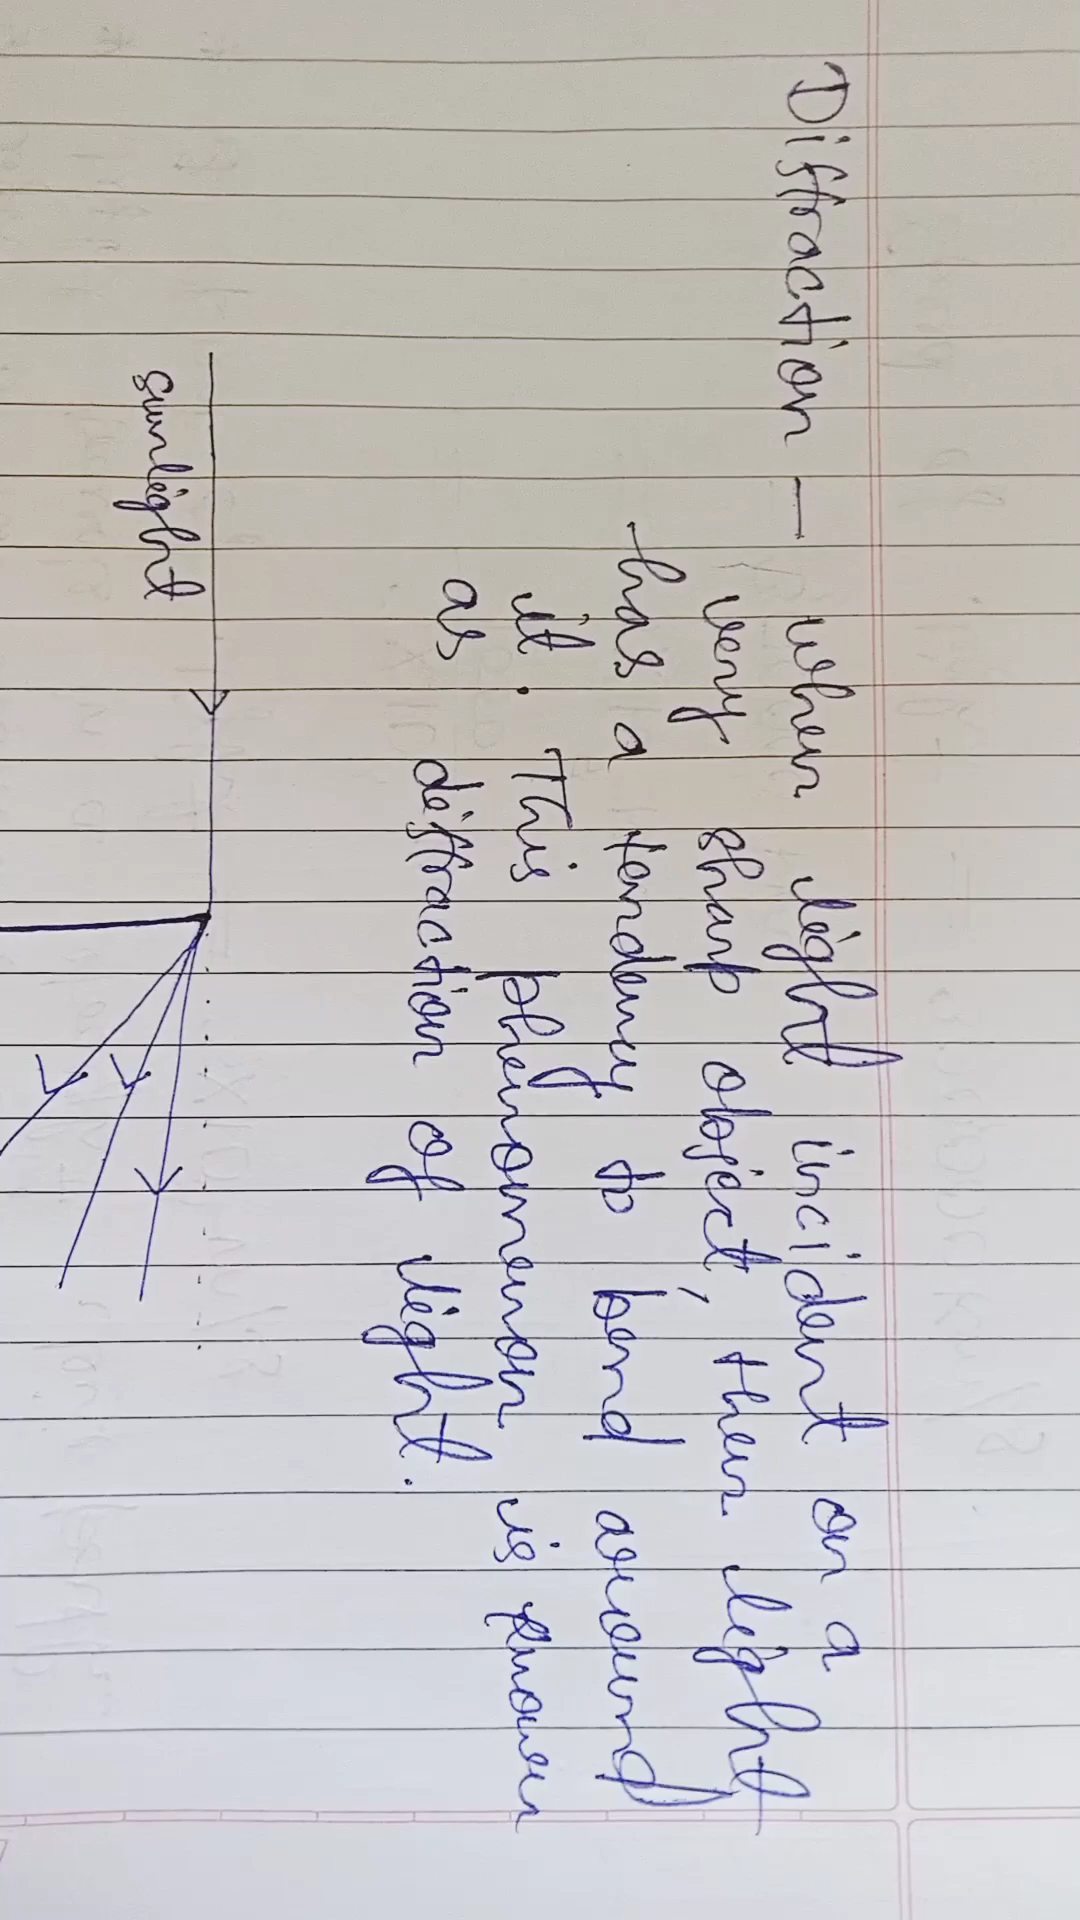 Diffraction — when light incident on a
very sharp object, then light
has a tendency to bend around
it. This pheinomenon is known
as diffraction of light.
sunlight